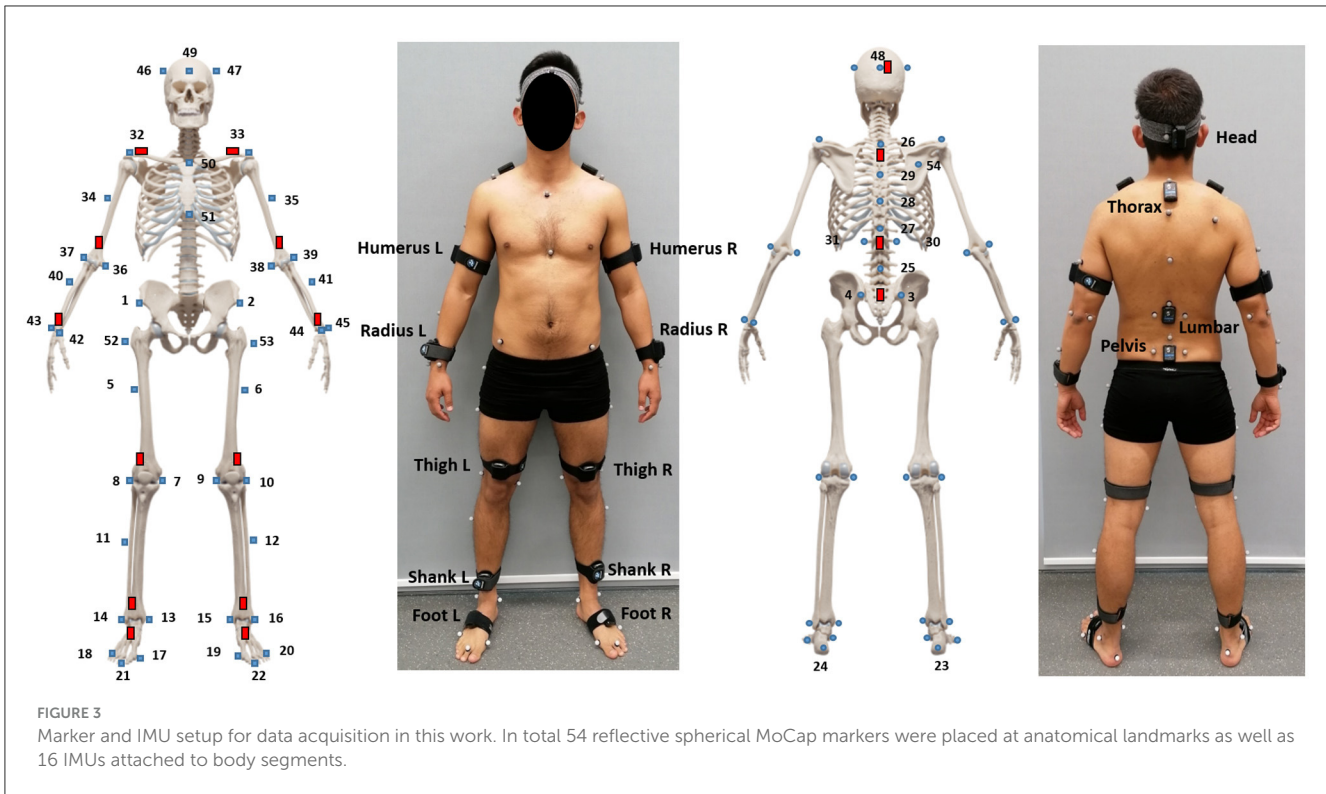 49
46 47
32 33
50
34 35
51
37 39
36 38
40 41
1 2
43 45
42 44
52 53
5 6
8 7 9 10
11 12
14 13 15 16
18 17 19 20
21 22
Humerus L Humerus R
Radius L Radius R
Thigh L Thigh R
Shank L Shank R
Foot L Foot R
48
26
54
29
28
27
31 30
25
4 3
24 23
Head
Thorax
Lumbar
Pelvis
FIGURE 3
Marker and IMU setup for data acquisition in this work. In total 54 reflective spherical MoCap markers were placed at anatomical landmarks as well as
16 IMUs attached to body segments.